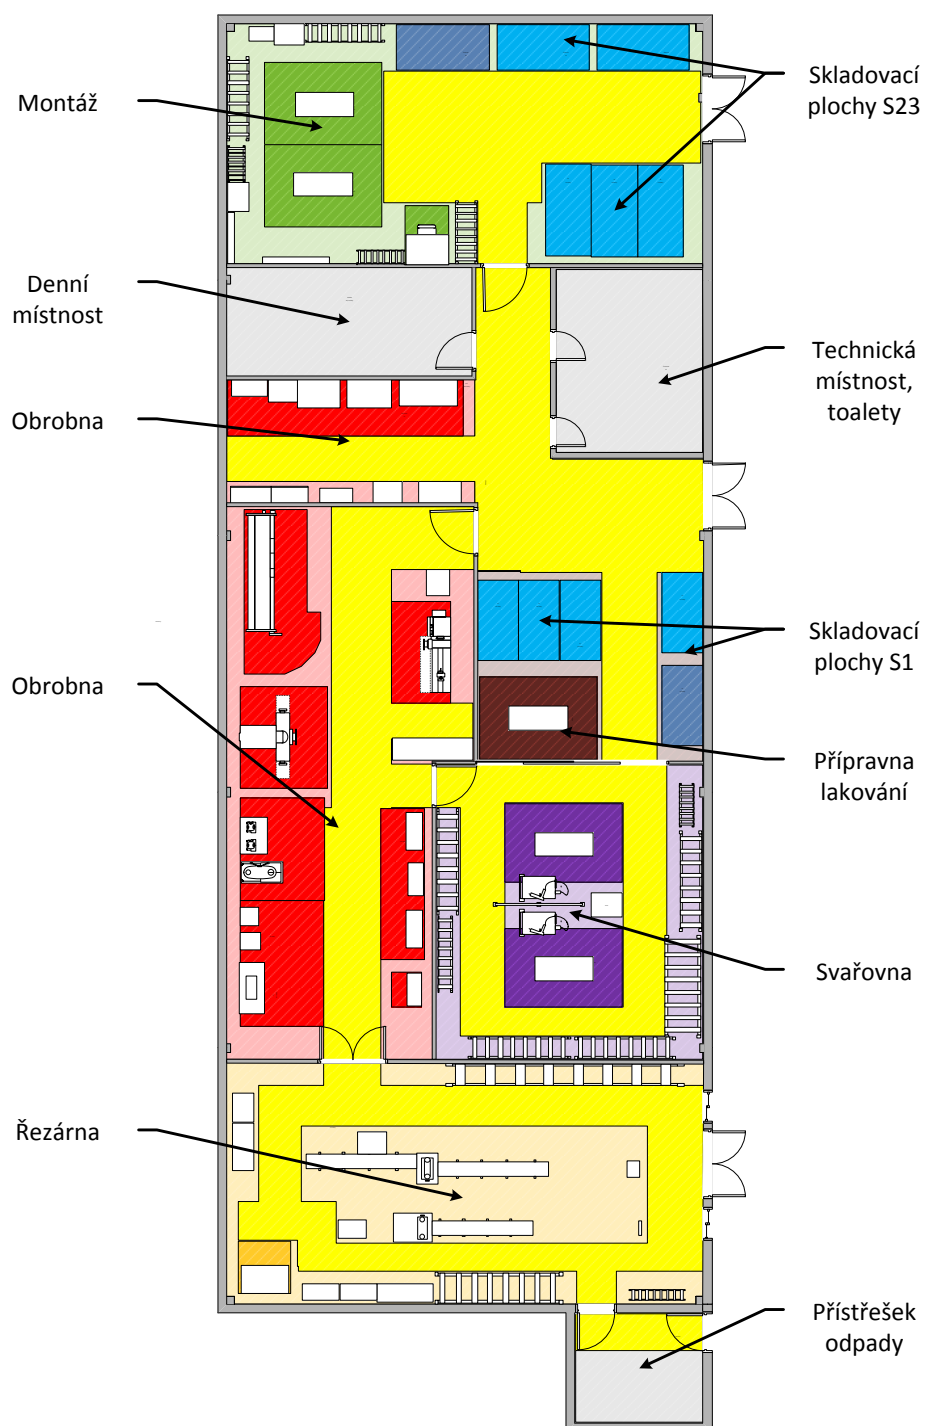 Montáž
Skladovací
plochy S23
Denní
místnost
Technická
místnost,
toalety
Obrobna
Obrobna
Skladovací
plochy S1
Přípravna
lakování
Svařovna
Řezárna
Přístřešek
odpady